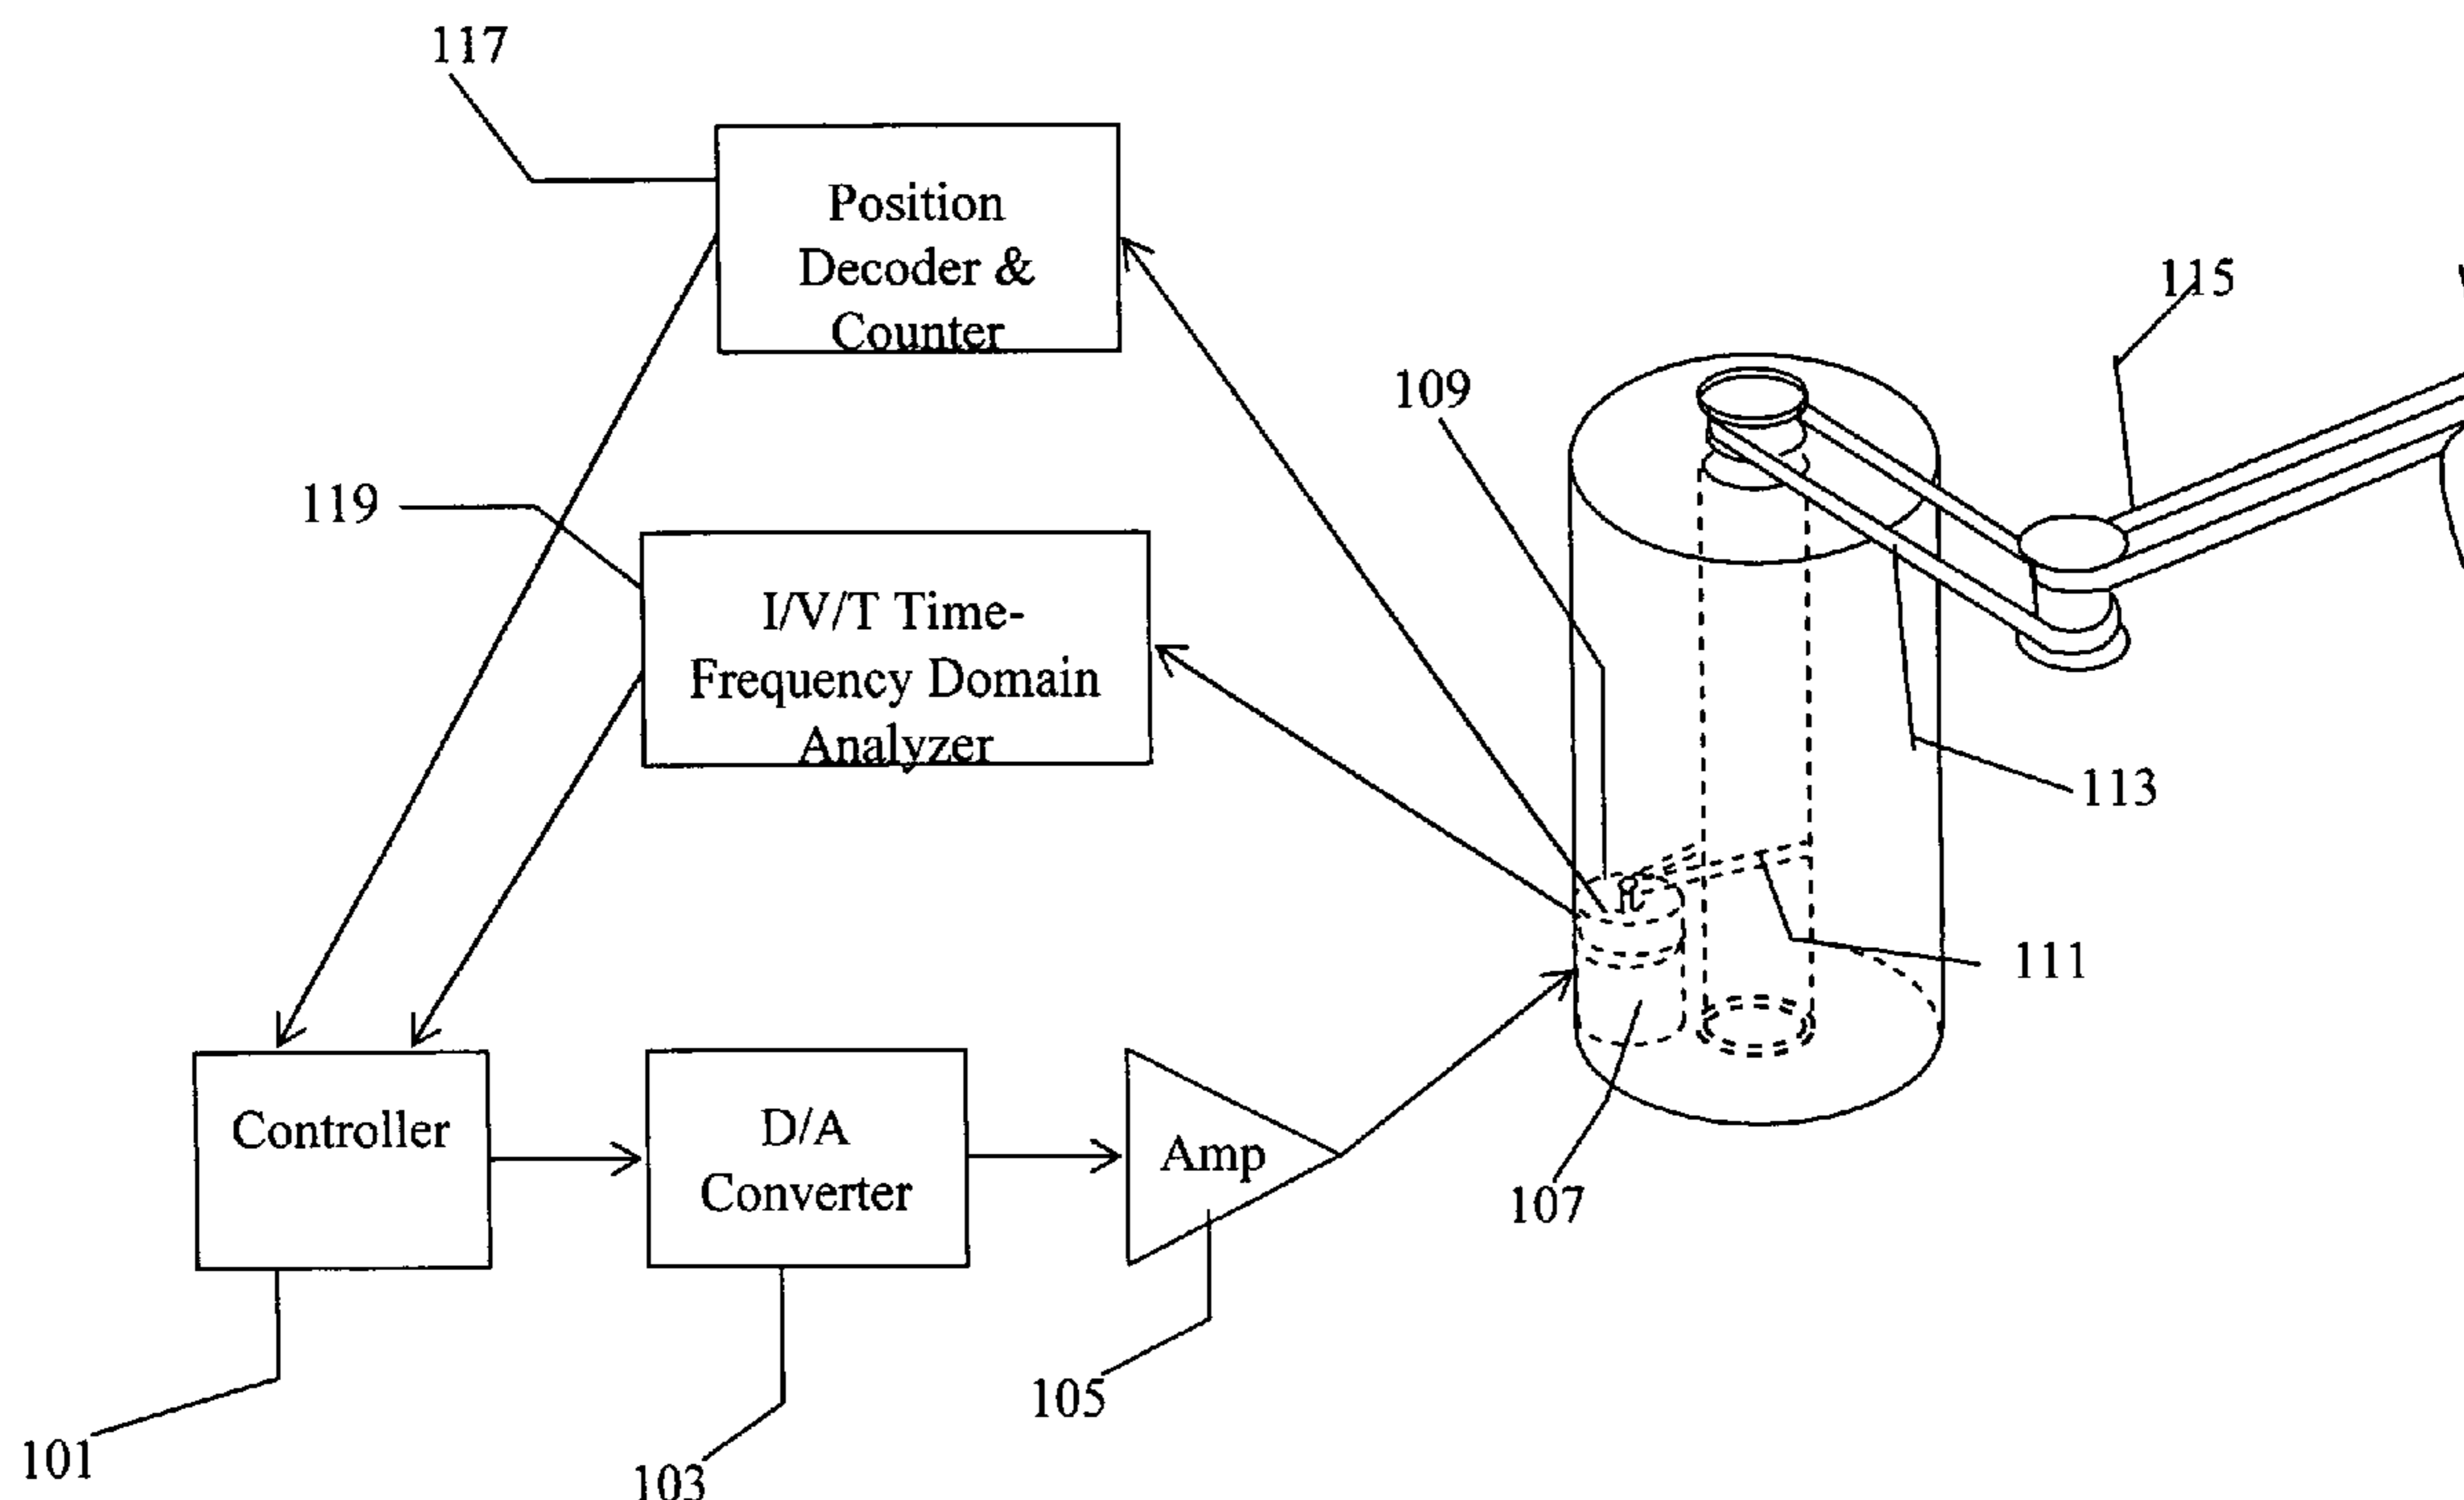 117
Position
Decoder &
Counter
115
109
119
I/V/T Time-
Frequency Domain
Analyzer
113
111
Controller
D/A
Converter
Amp
107
105
101
103